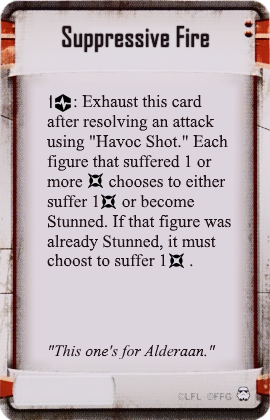 Suppressive Fire
1: Exhaust this card
after resolving an attack
using "Havoc Shot." Each
figure that suffered 1 or
more chooses to either
suffer 1 or become
Stunned. If that figure was
already Stunned, it must
choost to suffer 1 .
"This one's for Alderaan."
©LFL ©FFG